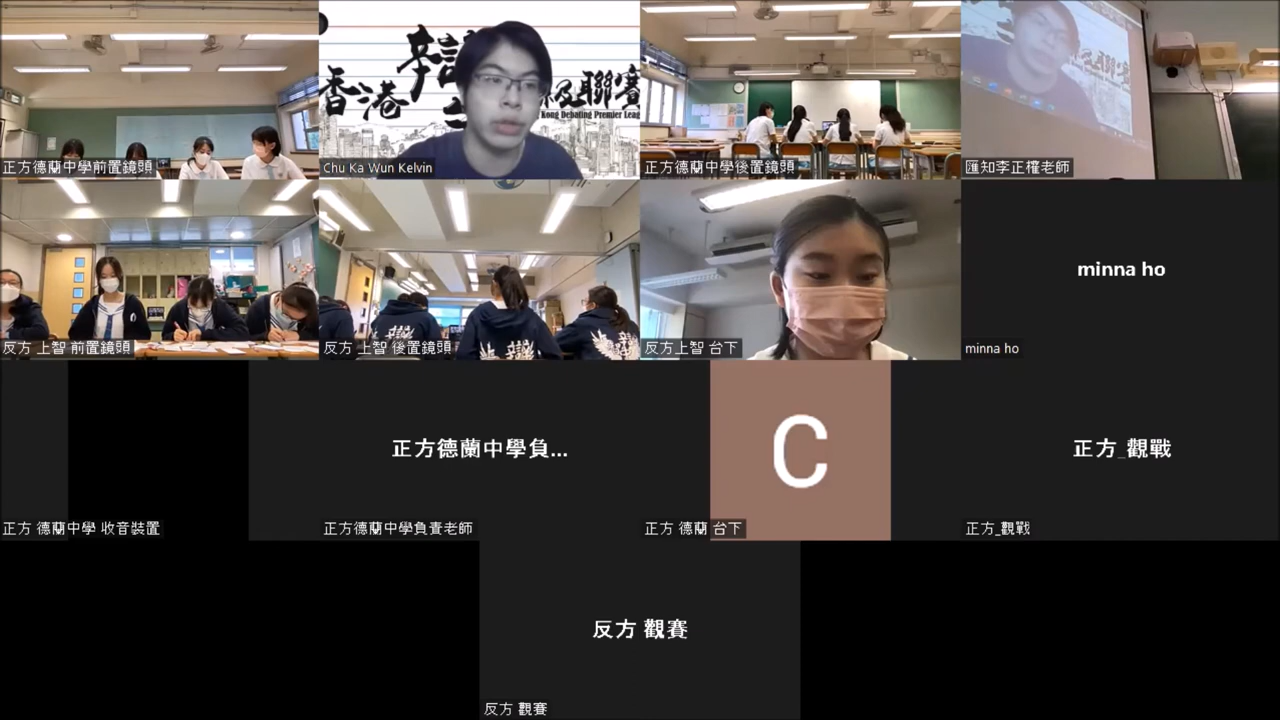 正方德蘭中學前置鏡頭
香港
辯
級聯賽
Kong Debating Premier Leag
Chu Ka Wun Kelvin
正方德蘭中學後置鏡頭
匯知李正權老師
反方 上智 前置鏡頭
反方 上智 後置鏡頭
反方上智 台下
minna ho
minna ho
正方 德蘭中學 收音裝置
正方德蘭中學負...
正方德蘭中學負責老師
C
正方 德蘭 台下
正方_觀戰
正方_觀戰
反方 觀賽
反方 觀賽